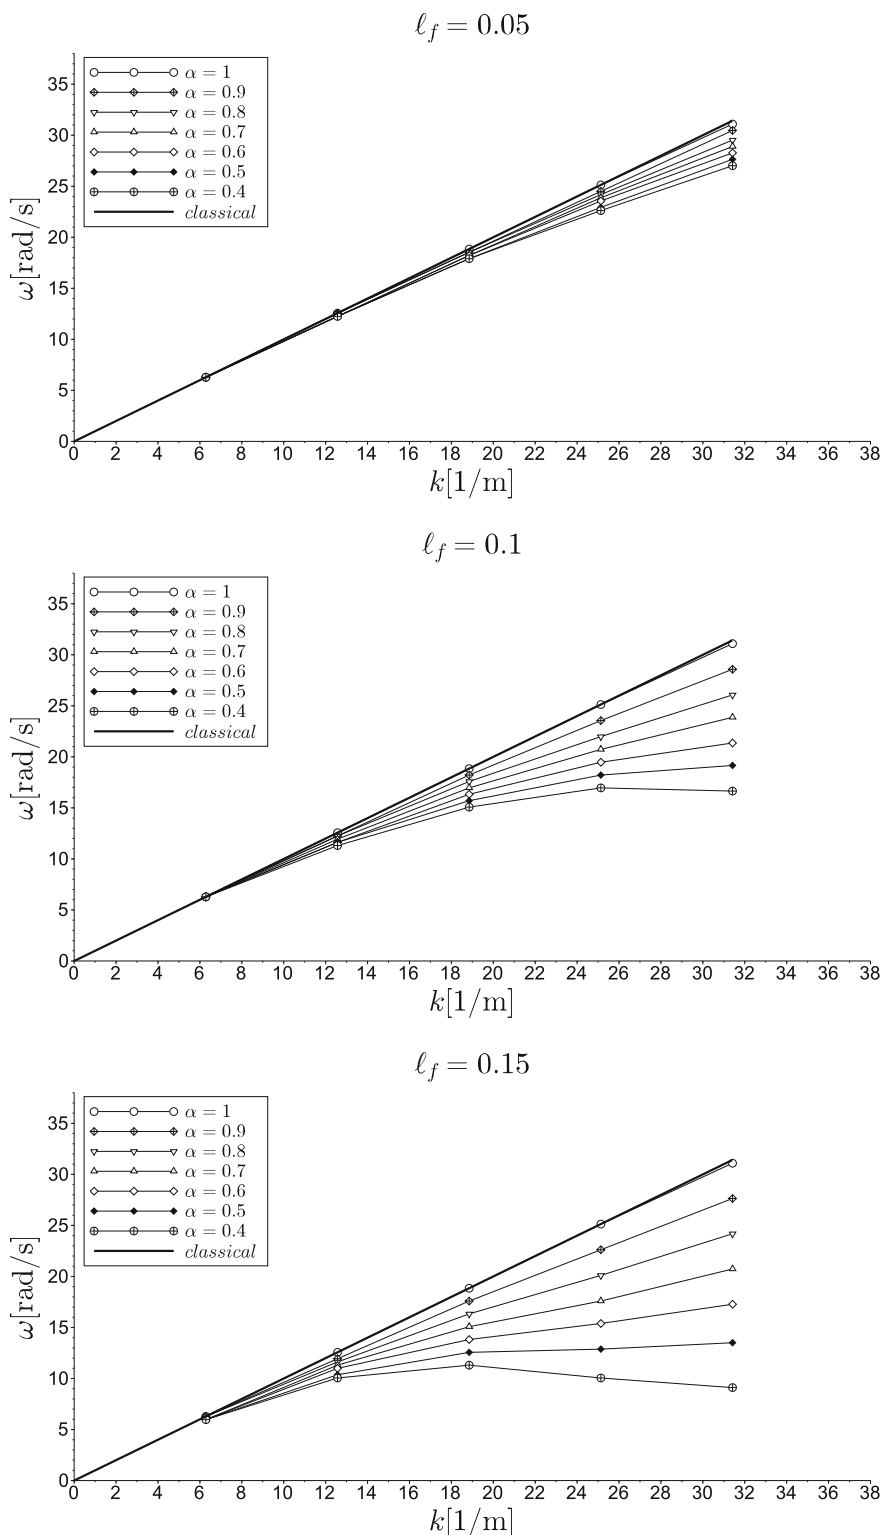 ℓ_f = 0.05
α = 1
α = 0.9
α = 0.8
α = 0.7
α = 0.6
α = 0.5
α = 0.4
classical
35
30
25
20
15
10
5
0
ω[rad/s]
0 2 4 6 8 10 12 14 16 18 20 22 24 26 28 30 32 34 36 38
k[1/m]
ℓ_f = 0.1
α = 1
α = 0.9
α = 0.8
α = 0.7
α = 0.6
α = 0.5
α = 0.4
classical
35
30
25
20
15
10
5
0
ω[rad/s]
0 2 4 6 8 10 12 14 16 18 20 22 24 26 28 30 32 34 36 38
k[1/m]
ℓ_f = 0.15
α = 1
α = 0.9
α = 0.8
α = 0.7
α = 0.6
α = 0.5
α = 0.4
classical
35
30
25
20
15
10
5
0
ω[rad/s]
0 2 4 6 8 10 12 14 16 18 20 22 24 26 28 30 32 34 36 38
k[1/m]